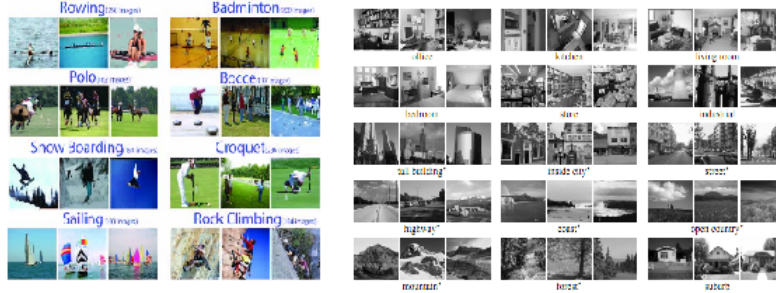 Rowing
Badminton
Polo
Bocce
Snow Boarding
Croquet
Sailing
Rock Climbing
office
kitchen
living room
bedroom
store
industrial
tall building*
inside city*
street*
highway*
coast*
open country*
mountain*
forest*
suburb